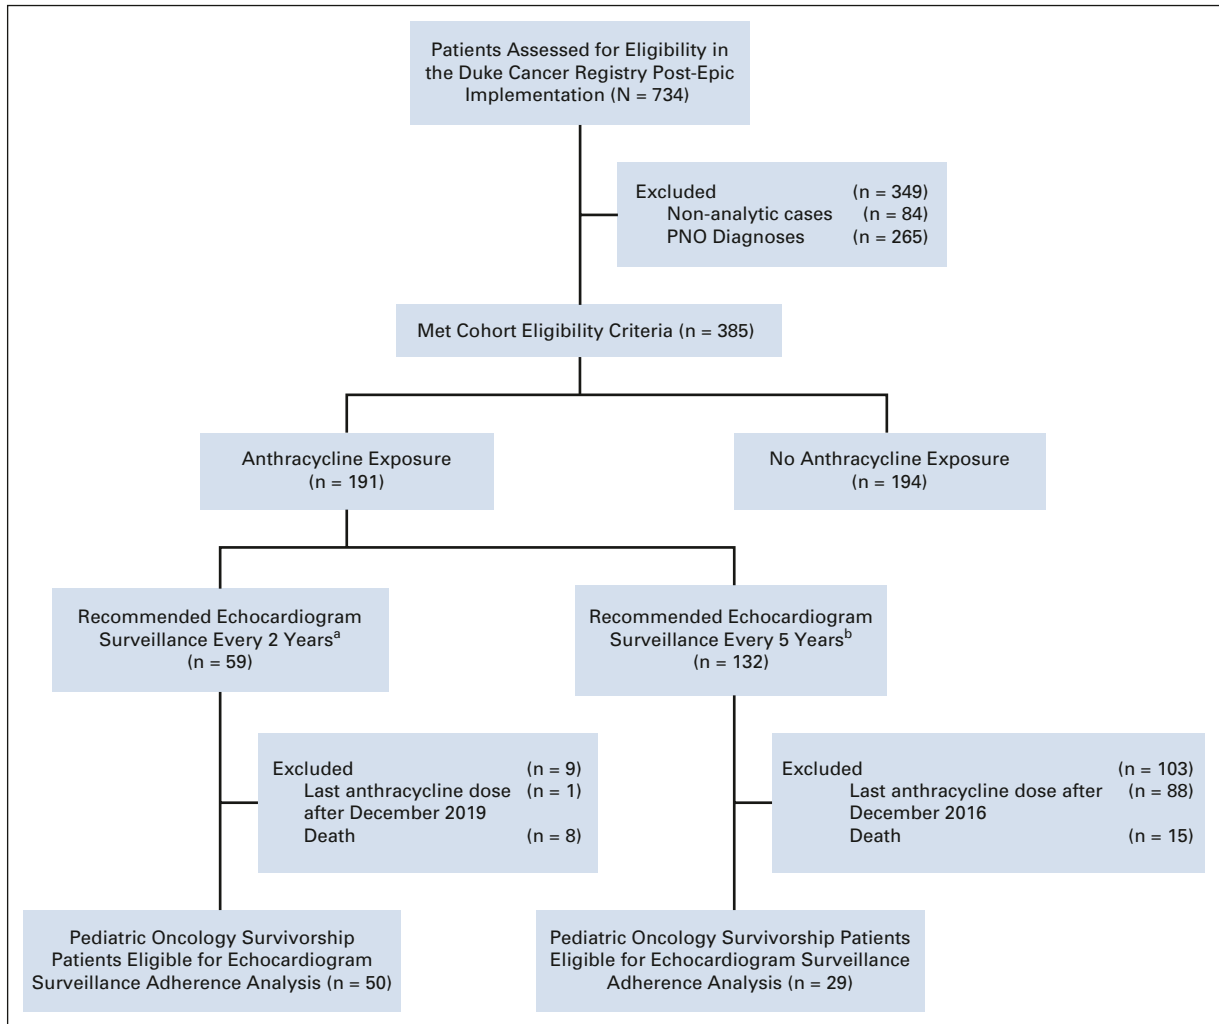 Patients Assessed for Eligibility in
the Duke Cancer Registry Post-Epic
Implementation (N = 734)
Excluded (n = 349)
Non-analytic cases (n = 84)
PNO Diagnoses (n = 265)
Met Cohort Eligibility Criteria (n = 385)
Anthracycline Exposure
(n = 191)
No Anthracycline Exposure
(n = 194)
Recommended Echocardiogram
Surveillance Every 2 Yearsᵃ
(n = 59)
Recommended Echocardiogram
Surveillance Every 5 Yearsᵇ
(n = 132)
Excluded (n = 9)
Last anthracycline dose (n = 1)
after December 2019
Death (n = 8)
Excluded (n = 103)
Last anthracycline dose after (n = 88)
December 2016
Death (n = 15)
Pediatric Oncology Survivorship
Patients Eligible for Echocardiogram
Surveillance Adherence Analysis (n = 50)
Pediatric Oncology Survivorship Patients
Eligible for Echocardiogram Surveillance
Adherence Analysis (n = 29)